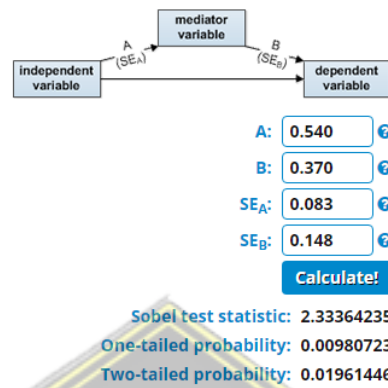 mediator
variable
A
(SEA)
B
(SEB)
independent
variable
dependent
variable
A: 0.540 ?
B: 0.370 ?
SEA: 0.083 ?
SEB: 0.148 ?
Calculate!
Sobel test statistic: 2.33364235
One-tailed probability: 0.00980723
Two-tailed probability: 0.01961446